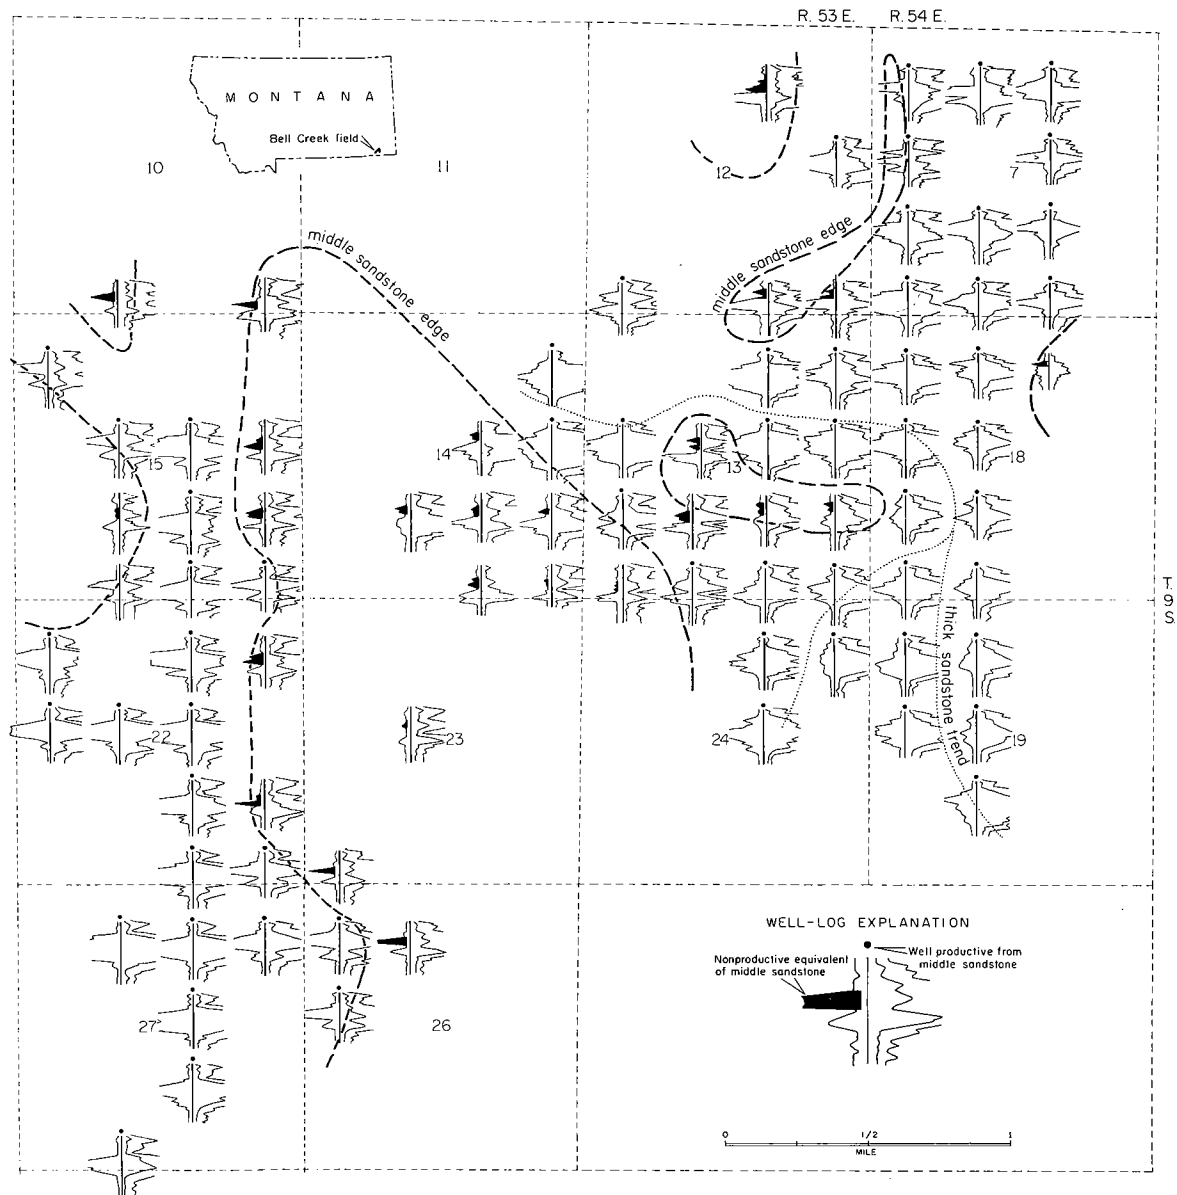 R. 53 E. R. 54 E.
MONTANA
Bell Creek field
10
11
12
7
middle sandstone edge
middle sandstone edge
15
14
13
18
T
9
S.
thick sandstone trend
22
23
24
19
27
26
WELL-LOG EXPLANATION
Nonproductive equivalent
of middle sandstone
Well productive from
middle sandstone
0 1/2 1
MILE